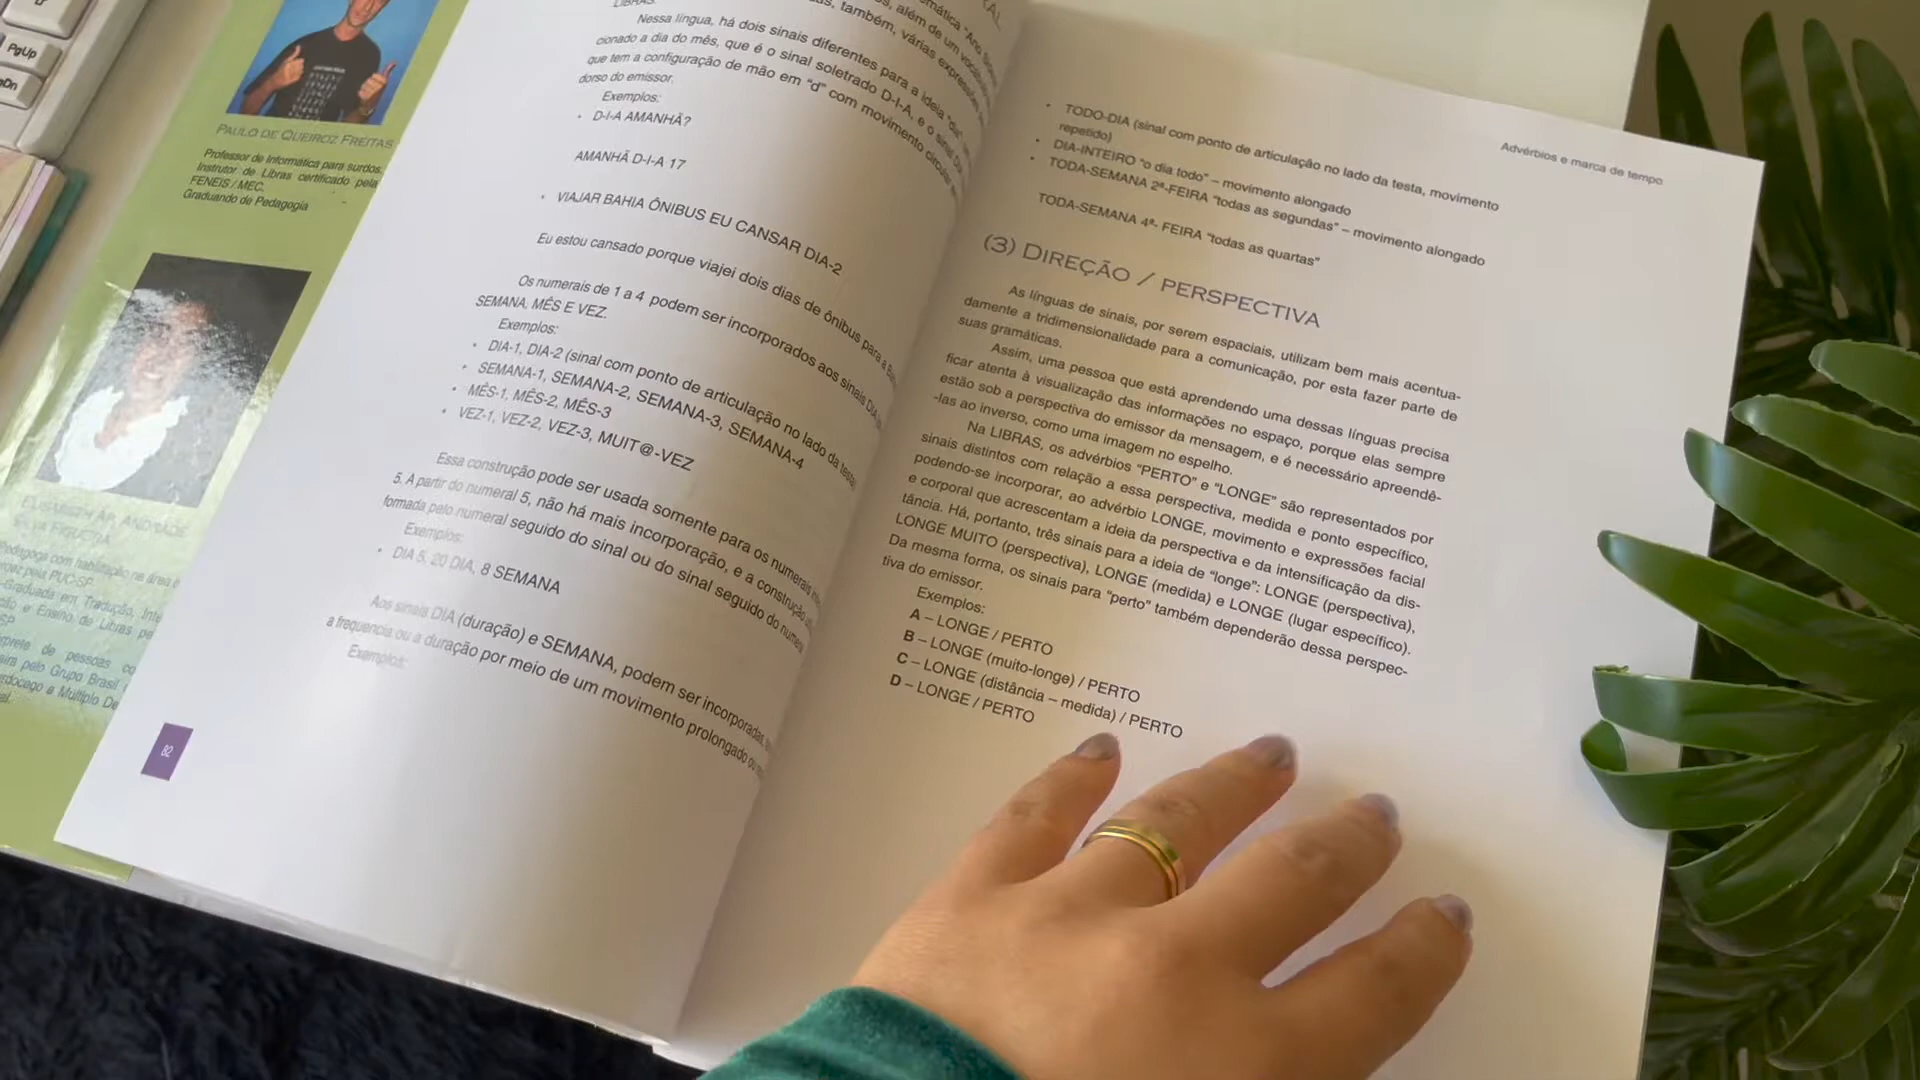 PgUp
PAULO DE QUEIROZ FREITAS
Professor de Informática para surdos.
Instrutor de Libras certificado pela
FENEIS / MEC.
Graduando de Pedagogia
LIBRAS.
Nessa língua, há dois sinais diferentes para a ideia "dia"
cionado a dia do mês, que é o sinal soletrado D-I-A, e o sinal
que tem a configuração de mão em "d" com movimento circular
dorso do emissor.
Exemplos:
• D-I-A AMANHÃ?
AMANHÃ D-I-A 17
• VIAJAR BAHIA ÔNIBUS EU CANSAR DIA-2
Eu estou cansado porque viajei dois dias de ônibus para a
Os numerais de 1 a 4 podem ser incorporados aos sinais DIA
SEMANA. MÊS E VEZ.
Exemplos:
• DIA-1, DIA-2 (sinal com ponto de articulação no lado da testa)
• SEMANA-1, SEMANA-2, SEMANA-3, SEMANA-4
• MÊS-1, MÊS-2, MÊS-3
• VEZ-1, VEZ-2, VEZ-3, MUIT@-VEZ
Essa construção pode ser usada somente para os numerais
5. A partir do numeral 5, não há mais incorporação, e a construção
formada pelo numeral seguido do sinal ou do sinal seguido do numeral
Exemplos:
• DIA 5, 20 DIA, 8 SEMANA
Aos sinais DIA (duração) e SEMANA, podem ser incorporadas,
a frequencia ou a duração por meio de um movimento prolongado ou
Exemplos:
82
Advérbios e marca de tempo
• TODO-DIA (sinal com ponto de articulação no lado da testa, movimento
repetido)
• DIA-INTEIRO "o dia todo" – movimento alongado
• TODA-SEMANA 2ª-FEIRA "todas as segundas" – movimento alongado
TODA-SEMANA 4ª- FEIRA "todas as quartas"
(3) DIREÇÃO / PERSPECTIVA
As línguas de sinais, por serem espaciais, utilizam bem mais acentua-
damente a tridimensionalidade para a comunicação, por esta fazer parte de
suas gramáticas.
Assim, uma pessoa que está aprendendo uma dessas línguas precisa
ficar atenta à visualização das informações no espaço, porque elas sempre
estão sob a perspectiva do emissor da mensagem, e é necessário apreendê-
-las ao inverso, como uma imagem no espelho.
Na LIBRAS, os advérbios "PERTO" e "LONGE" são representados por
sinais distintos com relação a essa perspectiva, medida e ponto específico,
podendo-se incorporar, ao advérbio LONGE, movimento e expressões facial
e corporal que acrescentam a ideia da perspectiva e da intensificação da dis-
tância. Há, portanto, três sinais para a ideia de "longe": LONGE (perspectiva),
LONGE MUITO (perspectiva), LONGE (medida) e LONGE (lugar específico).
Da mesma forma, os sinais para "perto" também dependerão dessa perspec-
tiva do emissor.
Exemplos:
A – LONGE / PERTO
B – LONGE (muito-longe) / PERTO
C – LONGE (distância – medida) / PERTO
D – LONGE / PERTO